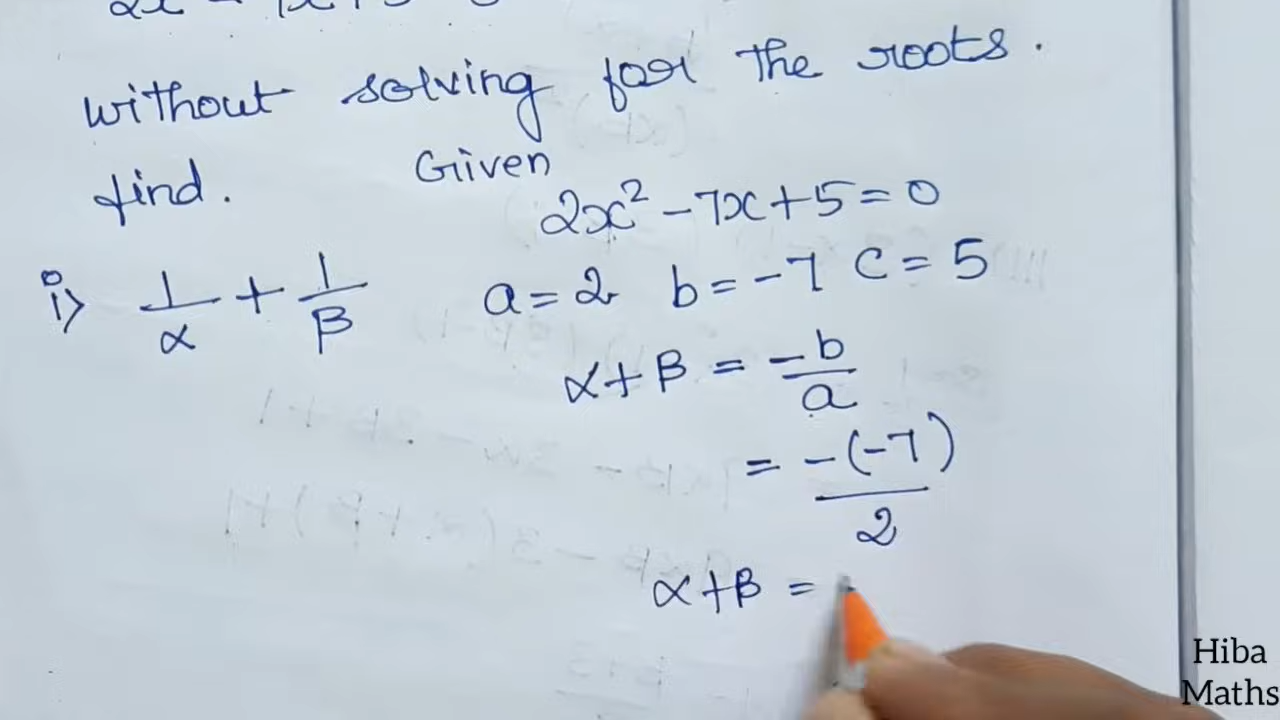 without solving for the roots.
find. Given
2x² - 7x + 5 = 0
i) 1/α + 1/β
a = 2 b = -7 c = 5
α + β = -b/a
= -(-7)/2
α + β =
Hiba
Maths